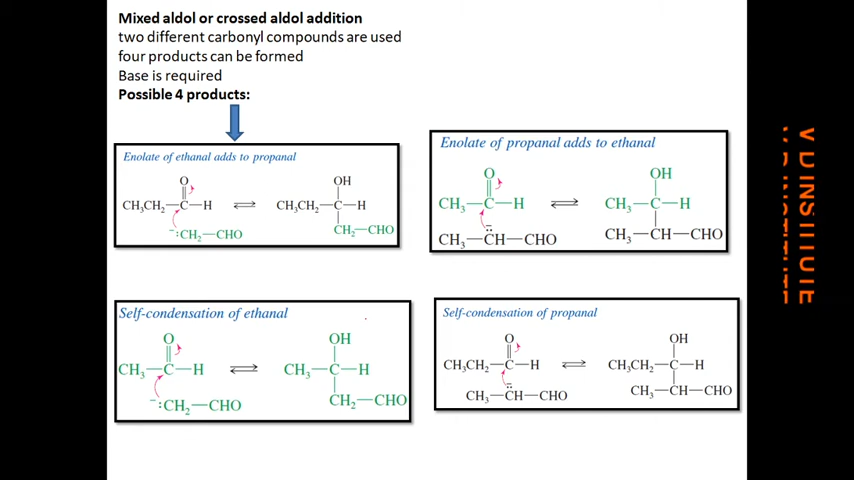 Mixed aldol or crossed aldol addition
two different carbonyl compounds are used
four products can be formed
Base is required
Possible 4 products:
Enolate of ethanal adds to propanal
O OH
CH₃CH₂—C—H ⇌ CH₃CH₂—C—H
⁻:CH₂—CHO CH₂—CHO
Enolate of propanal adds to ethanal
O OH
CH₃—C—H ⇌ CH₃—C—H
CH₃—CH—CHO CH₃—CH—CHO
Self-condensation of ethanal
O OH
CH₃—C—H ⇌ CH₃—C—H
⁻:CH₂—CHO CH₂—CHO
Self-condensation of propanal
O OH
CH₃CH₂—C—H ⇌ CH₃CH₂—C—H
CH₃—CH—CHO CH₃—CH—CHO